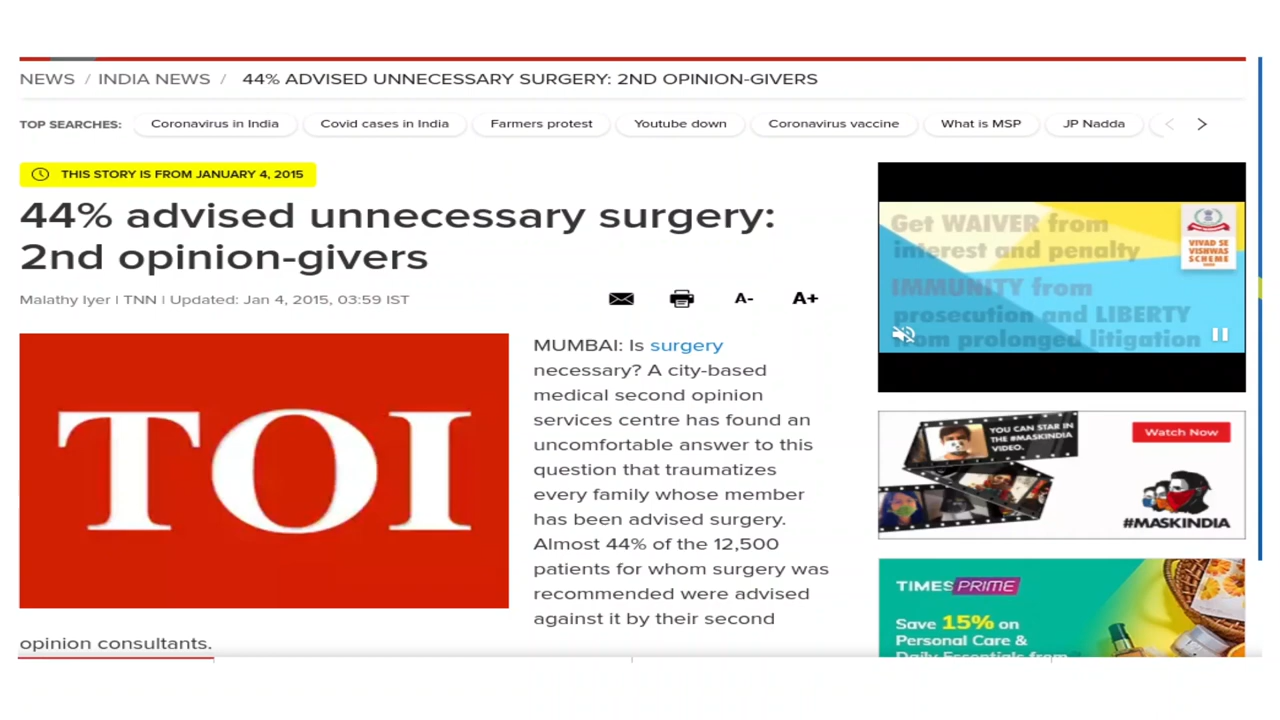 NEWS / INDIA NEWS / 44% ADVISED UNNECESSARY SURGERY: 2ND OPINION-GIVERS
TOP SEARCHES: Coronavirus in India Covid cases in India Farmers protest Youtube down Coronavirus vaccine What is MSP JP Nadda
THIS STORY IS FROM JANUARY 4, 2015
44% advised unnecessary surgery:
2nd opinion-givers
Malathy Iyer | TNN | Updated: Jan 4, 2015, 03:59 IST
A- A+
TOI
MUMBAI: Is surgery
necessary? A city-based
medical second opinion
services centre has found an
uncomfortable answer to this
question that traumatizes
every family whose member
has been advised surgery.
Almost 44% of the 12,500
patients for whom surgery was
recommended were advised
against it by their second
opinion consultants.
Get WAIVER from
interest and penalty
IMMUNITY from
prosecution and LIBERTY
from prolonged litigation
VIVAD SE
VISHWAS
SCHEME
YOU CAN STAR IN
THE #MASKINDIA
VIDEO.
Watch Now
#MASKINDIA
TIMES PRIME
Save 15% on
Personal Care &
Daily Essentials from